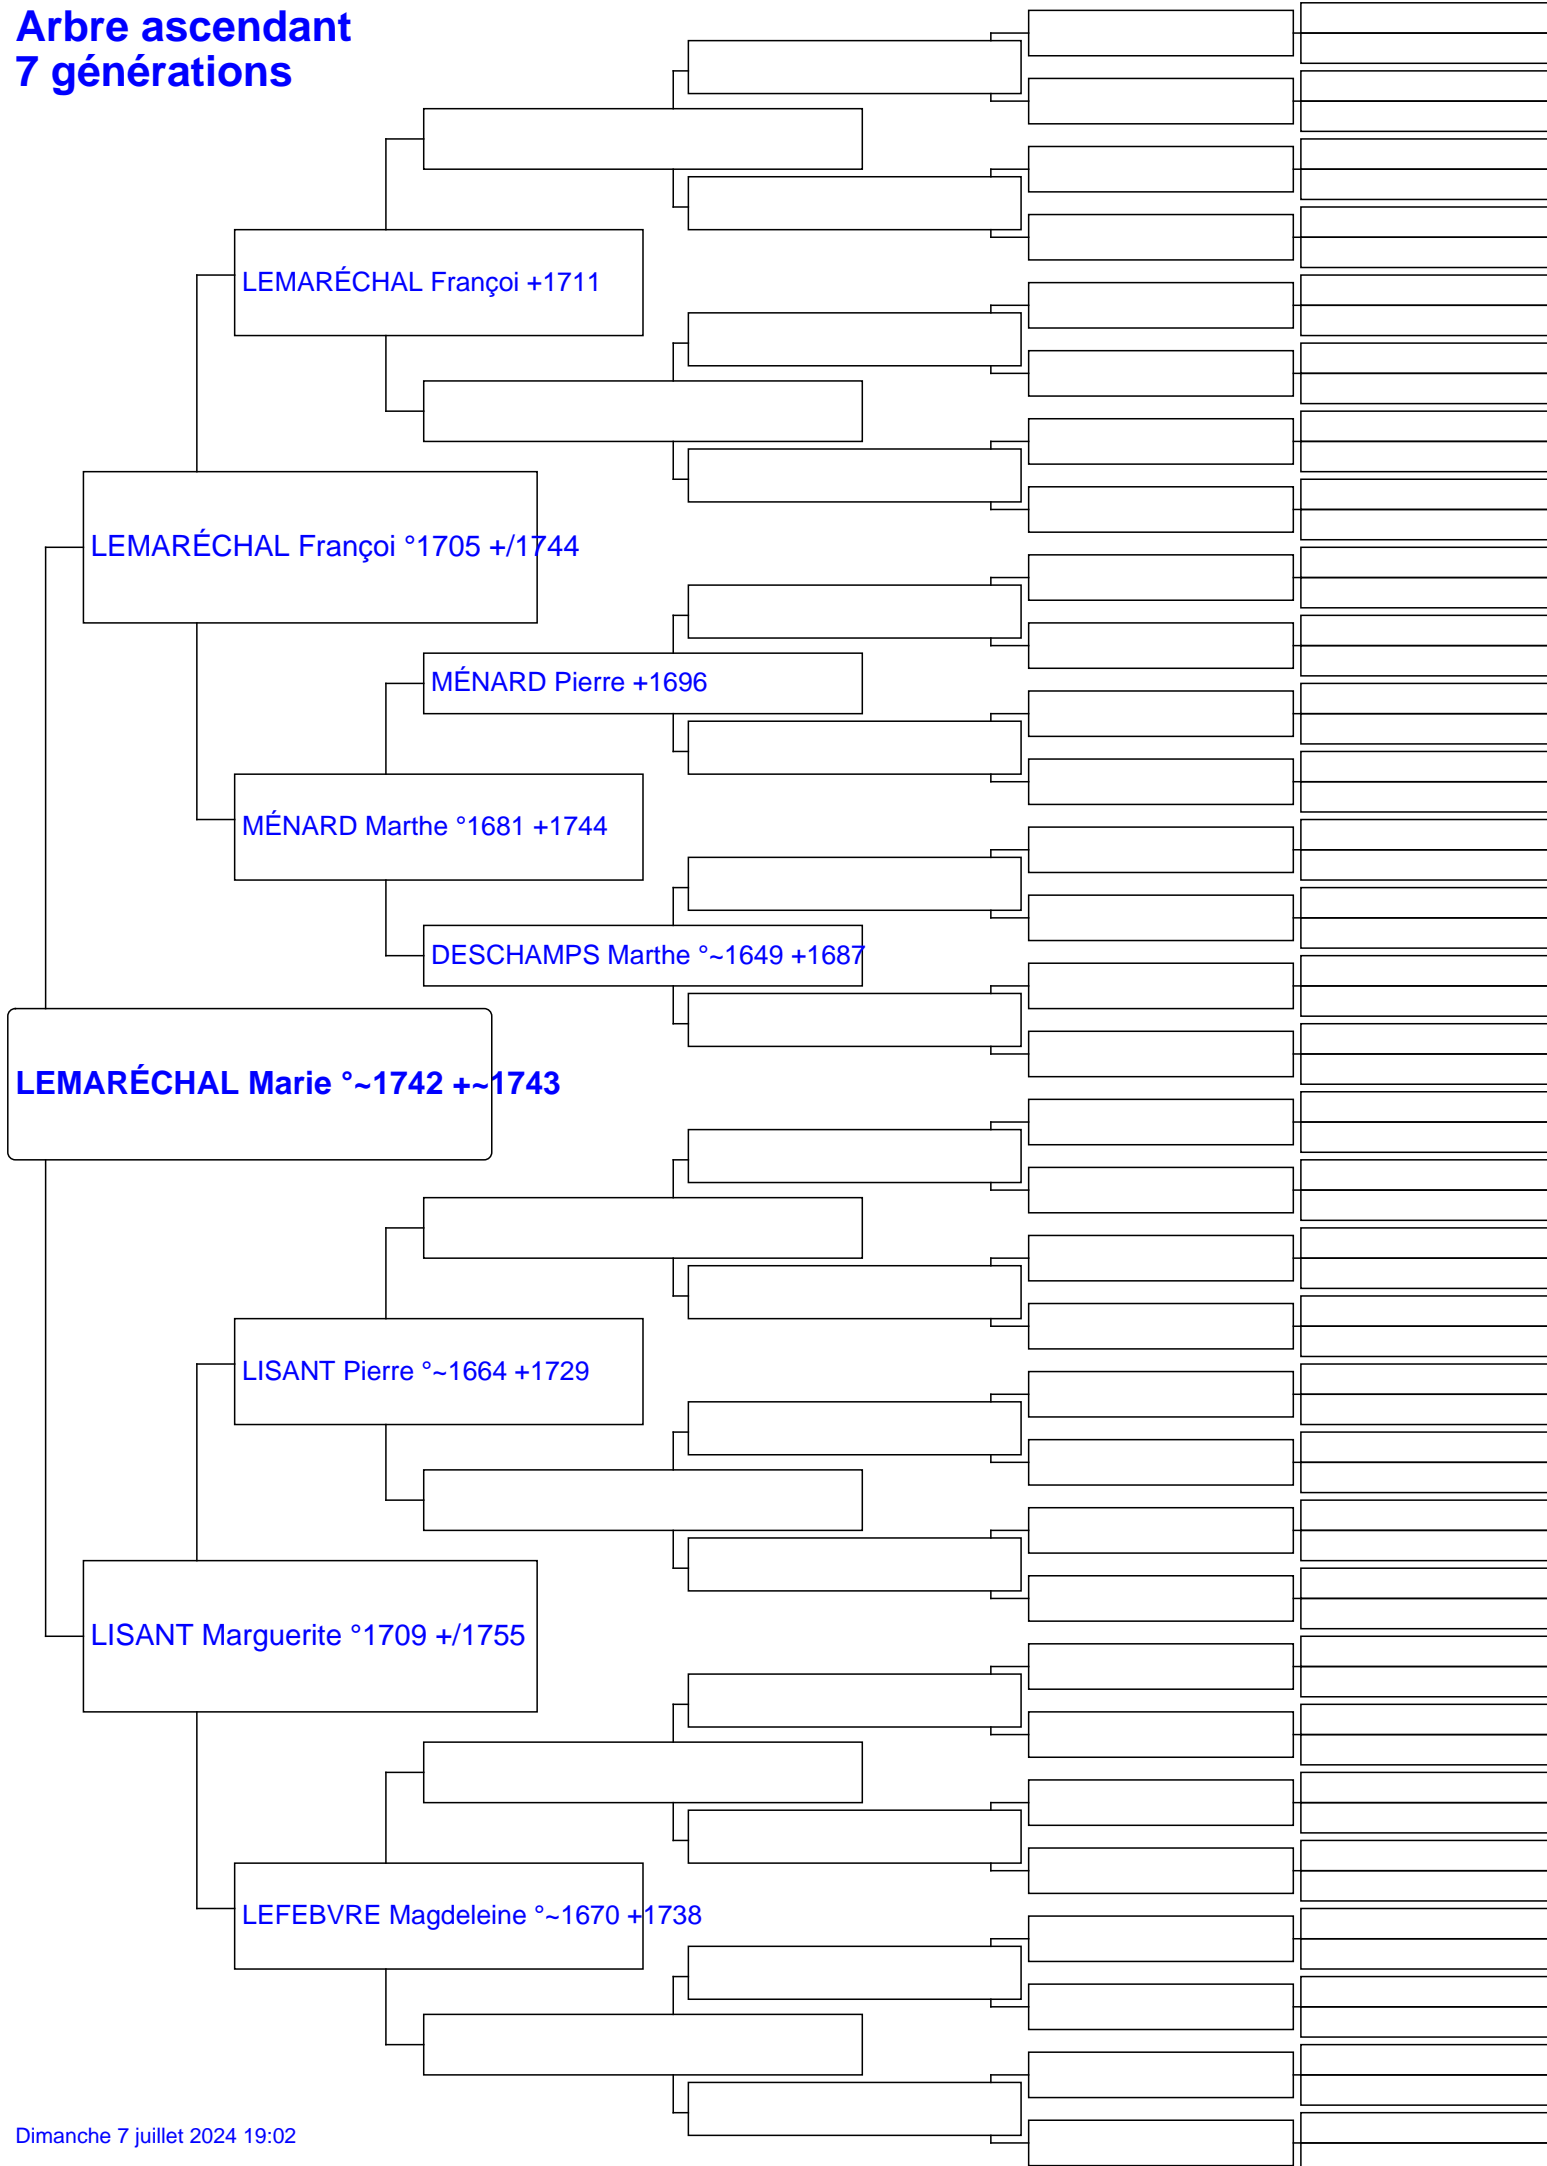 Arbre ascendant
7 générations
LEMARÉCHAL Françoi +1711
LEMARÉCHAL Françoi °1705 +/1744
MÉNARD Pierre +1696
MÉNARD Marthe °1681 +1744
DESCHAMPS Marthe °~1649 +1687
LEMARÉCHAL Marie °~1742 +~1743
LISANT Pierre °~1664 +1729
LISANT Marguerite °1709 +/1755
LEFEBVRE Magdeleine °~1670 +1738
Dimanche 7 juillet 2024 19:02